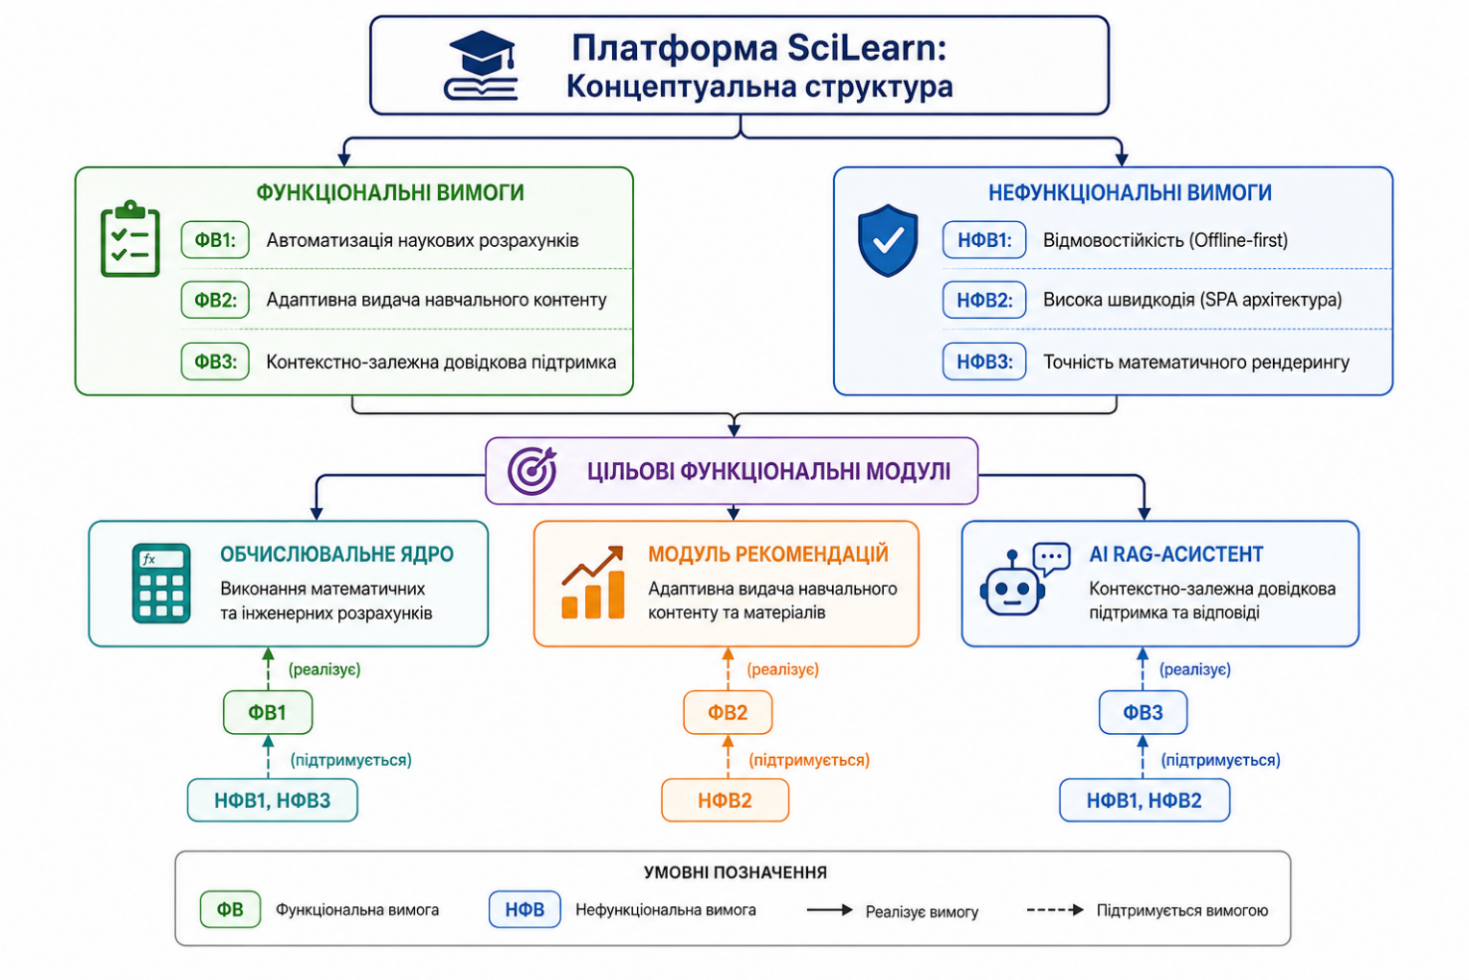 Платформа SciLearn:
Концептуальна структура
ФУНКЦІОНАЛЬНІ ВИМОГИ
ФВ1: Автоматизація наукових розрахунків
ФВ2: Адаптивна видача навчального контенту
ФВ3: Контекстно-залежна довідкова підтримка
НЕФУНКЦІОНАЛЬНІ ВИМОГИ
НФВ1: Відмовостійкість (Offline-first)
НФВ2: Висока швидкодія (SPA архітектура)
НФВ3: Точність математичного рендерингу
ЦІЛЬОВІ ФУНКЦІОНАЛЬНІ МОДУЛІ
fx
ОБЧИСЛЮВАЛЬНЕ ЯДРО
Виконання математичних
та інженерних розрахунків
(реалізує)
ФВ1
(підтримується)
НФВ1, НФВ3
МОДУЛЬ РЕКОМЕНДАЦІЙ
Адаптивна видача навчального
контенту та матеріалів
(реалізує)
ФВ2
(підтримується)
НФВ2
AI RAG-АСИСТЕНТ
Контекстно-залежна довідкова
підтримка та відповіді
(реалізує)
ФВ3
(підтримується)
НФВ1, НФВ2
УМОВНІ ПОЗНАЧЕННЯ
ФВ Функціональна вимога
НФВ Нефункціональна вимога
Реалізує вимогу
Підтримується вимогою